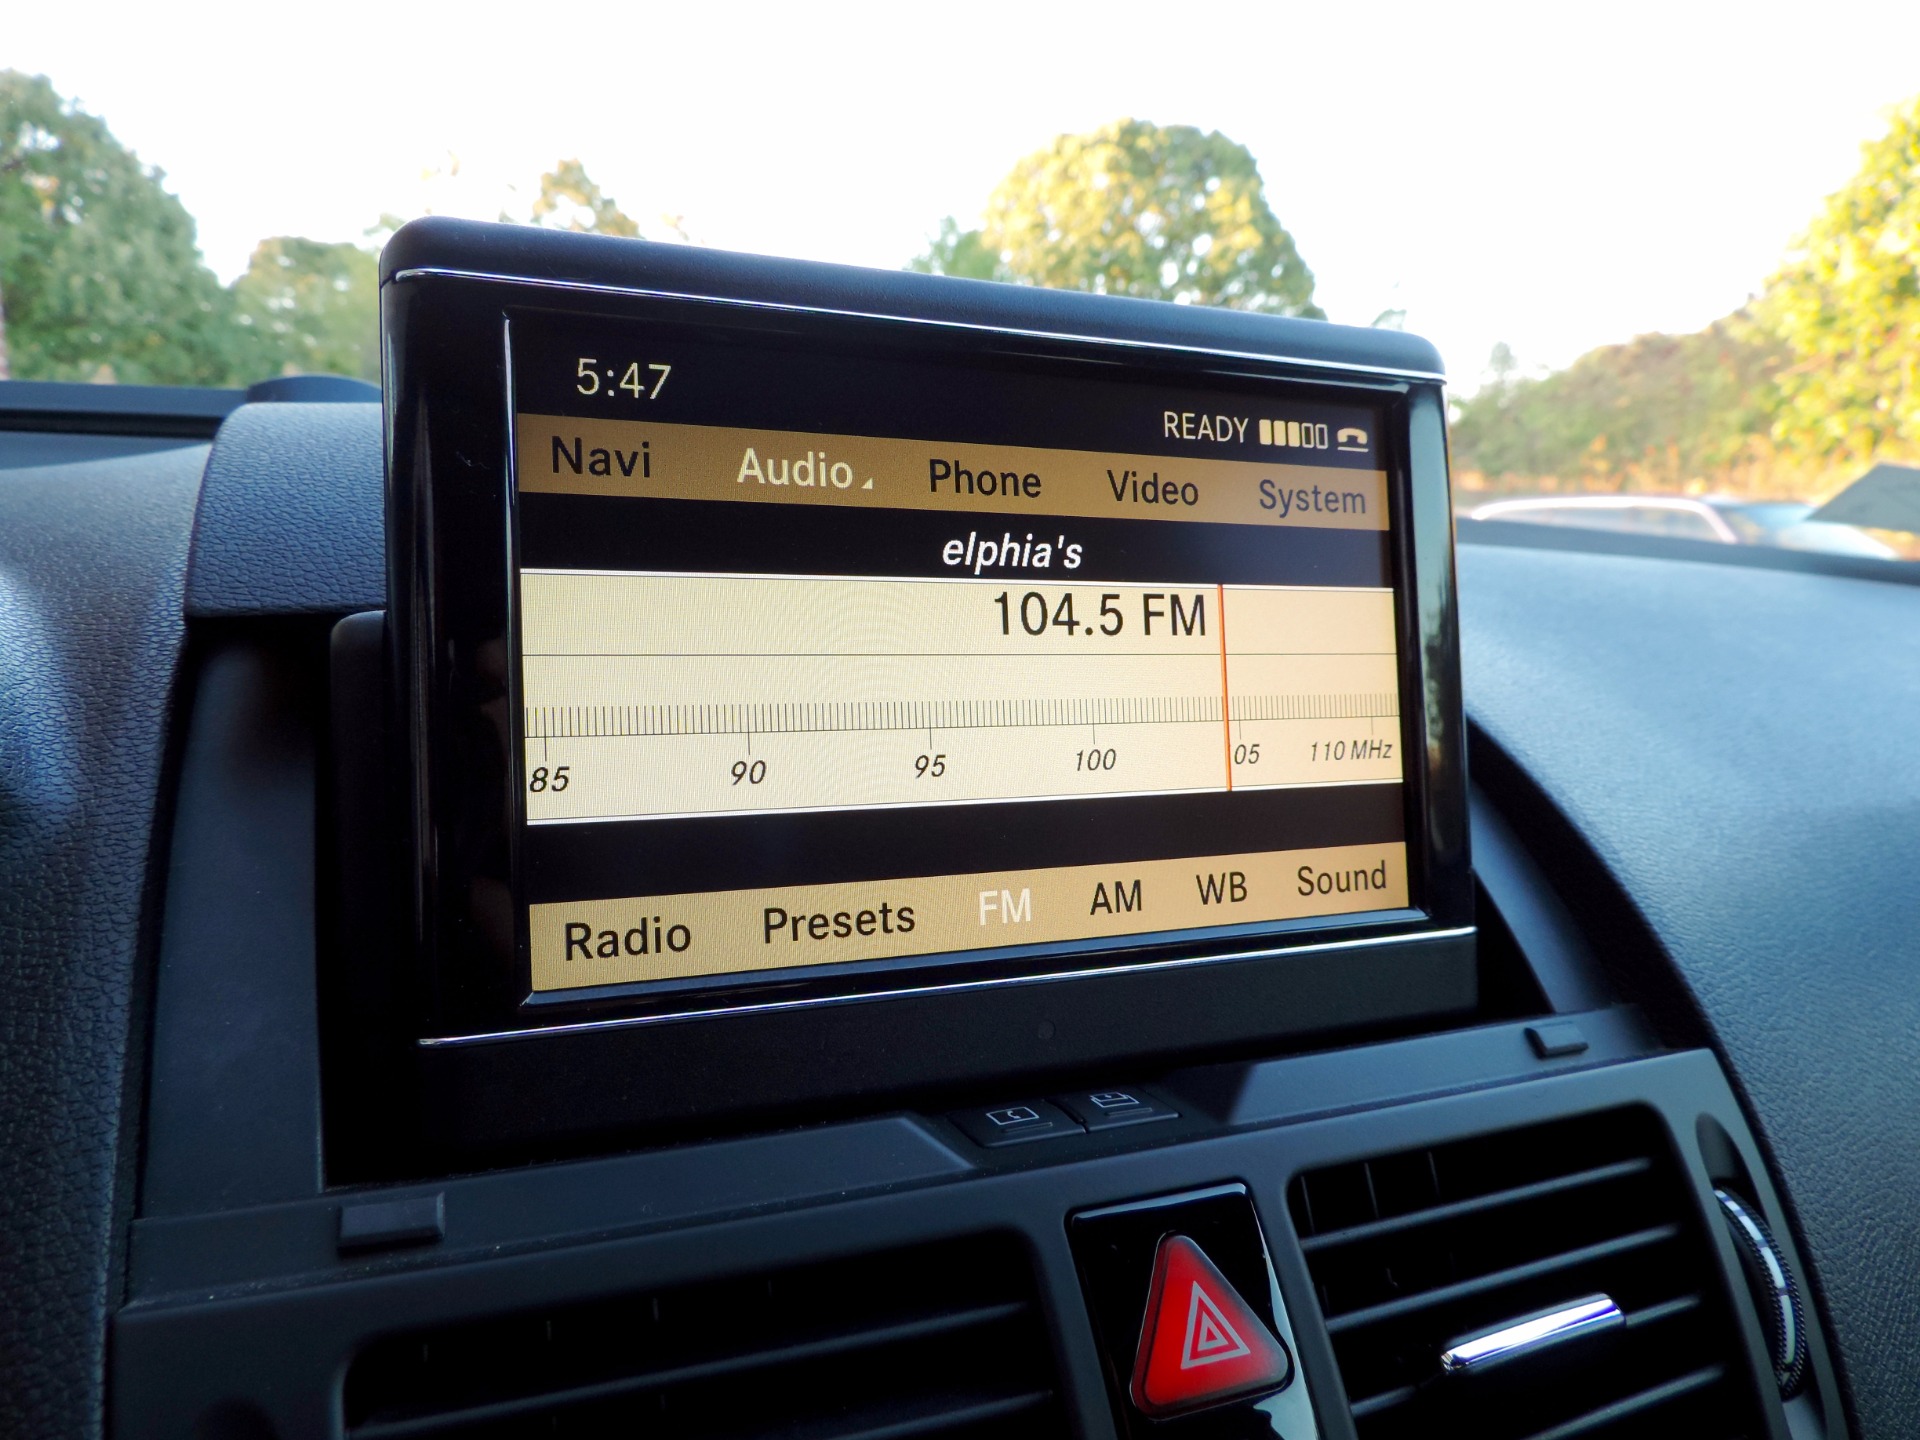 5:47
READY
Navi Audio Phone Video System
elphia's
104.5 FM
85 90 95 100 05 110 MHz
Radio Presets FM AM WB Sound